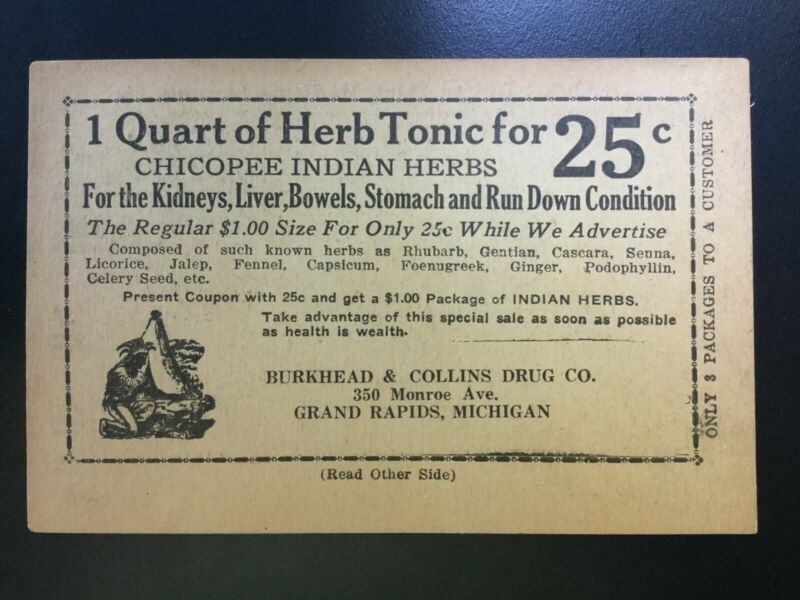 1 Quart of Herb Tonic for 25c
CHICOPEE INDIAN HERBS
For the Kidneys, Liver, Bowels, Stomach and Run Down Condition
The Regular $1.00 Size For Only 25c While We Advertise
Composed of such known herbs as Rhubarb, Gentian, Cascara, Senna,
Licorice, Jalep, Fennel, Capsicum, Foenugreek, Ginger, Podophyllin,
Celery Seed, etc.
Present Coupon with 25c and get a $1.00 Package of INDIAN HERBS.
Take advantage of this special sale as soon as possible
as health is wealth.
BURKHEAD & COLLINS DRUG CO.
350 Monroe Ave.
GRAND RAPIDS, MICHIGAN
(Read Other Side)
ONLY 3 PACKAGES TO A CUSTOMER